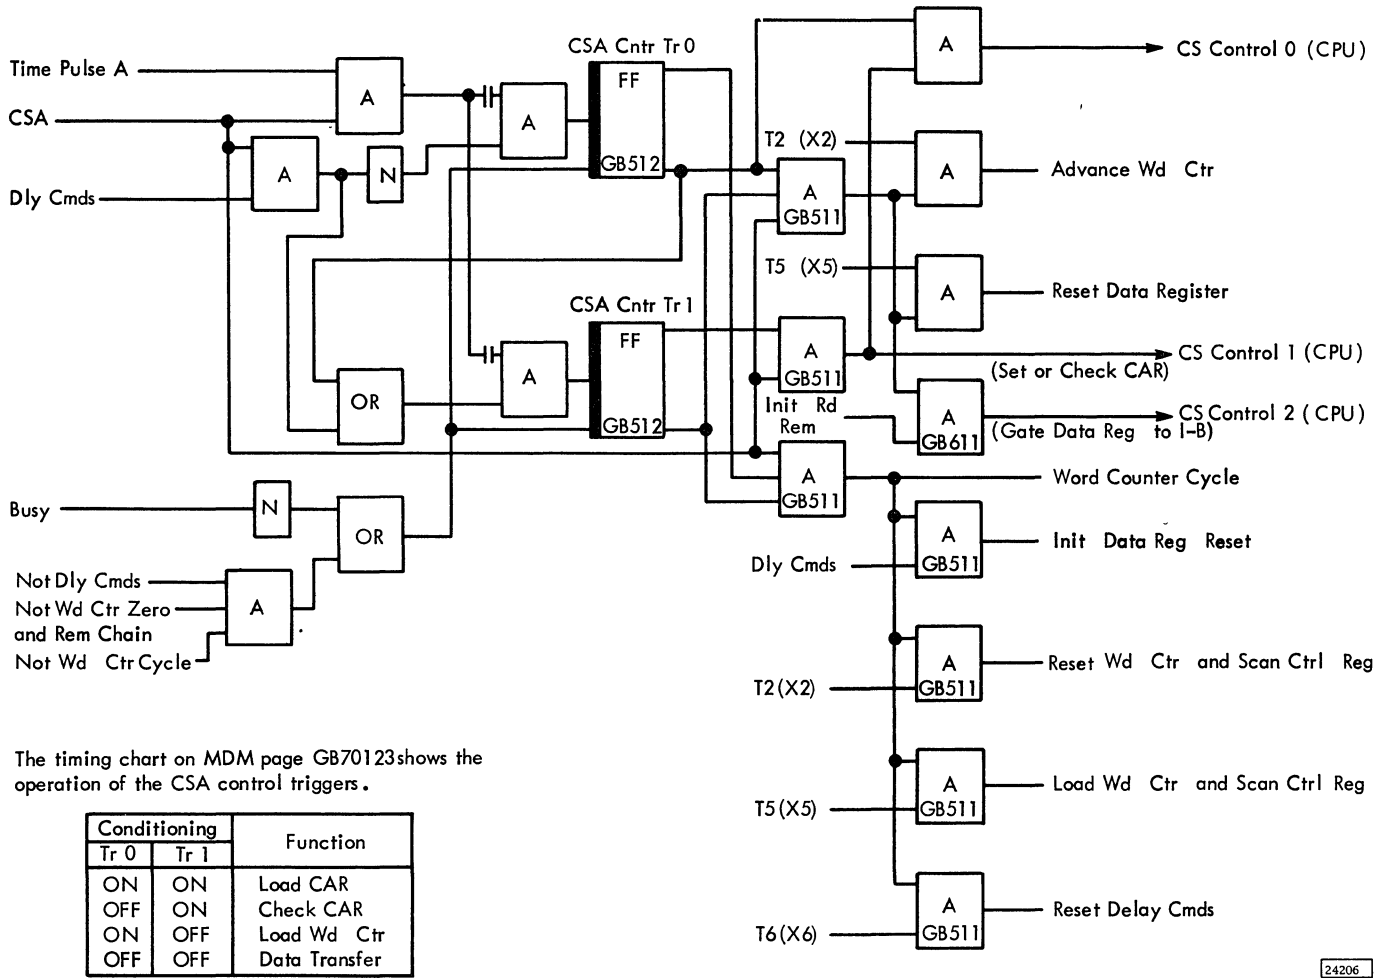 CSA Cntr Tr 0
Time Pulse A
A
FF
A
CS Control 0 (CPU)
CSA
A
GB512
T2 (X2)
A
Advance Wd Ctr
A
N
A
GB511
Dly Cmds
T5 (X5)
A
Reset Data Register
CSA Cntr Tr 1
FF
A
GB511
CS Control 1 (CPU)
(Set or Check CAR)
OR
A
GB512
Init Rd
Rem
A
GB611
CS Control 2 (CPU)
(Gate Data Reg to I-B)
A
GB511
Word Counter Cycle
Busy
N
OR
A
GB511
Init Data Reg Reset
Dly Cmds
Not Dly Cmds
Not Wd Ctr Zero
and Rem Chain
Not Wd Ctr Cycle
A
A
GB511
Reset Wd Ctr and Scan Ctrl Reg
T2 (X2)
The timing chart on MDM page GB70123 shows the
operation of the CSA control triggers.
A
GB511
Load Wd Ctr and Scan Ctrl Reg
T5 (X5)
Conditioning Function
Tr 0 Tr 1
ON ON Load CAR
OFF ON Check CAR
ON OFF Load Wd Ctr
OFF OFF Data Transfer
A
GB511
Reset Delay Cmds
T6 (X6)
24206